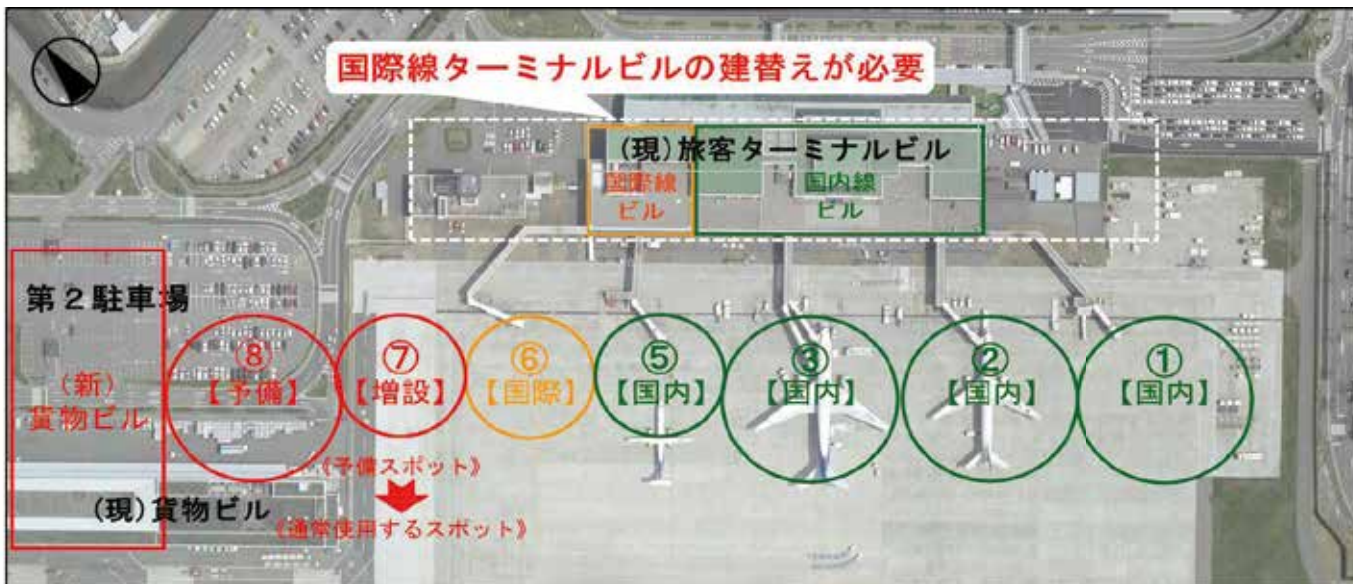 国際線ターミナルビルの建替えが必要
(現)旅客ターミナルビル
国際線
ビル
国内線
ビル
第2駐車場
(新)
貨物ビル
⑧
【予備】
⑦
【増設】
⑥
【国際】
⑤
【国内】
③
【国内】
②
【国内】
①
【国内】
《予備スポット》
(現)貨物ビル
《通常使用するスポット》